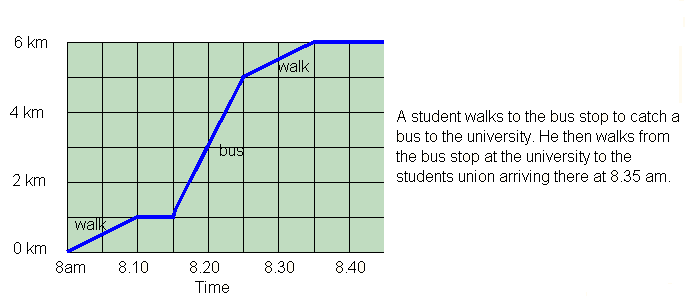 6 km
walk
4 km
A student walks to the bus stop to catch a
bus to the university. He then walks from
the bus stop at the university to the
students union arriving there at 8.35 am.
bus
2 km
walk
0 km
8am 8.10 8.20 8.30 8.40
Time